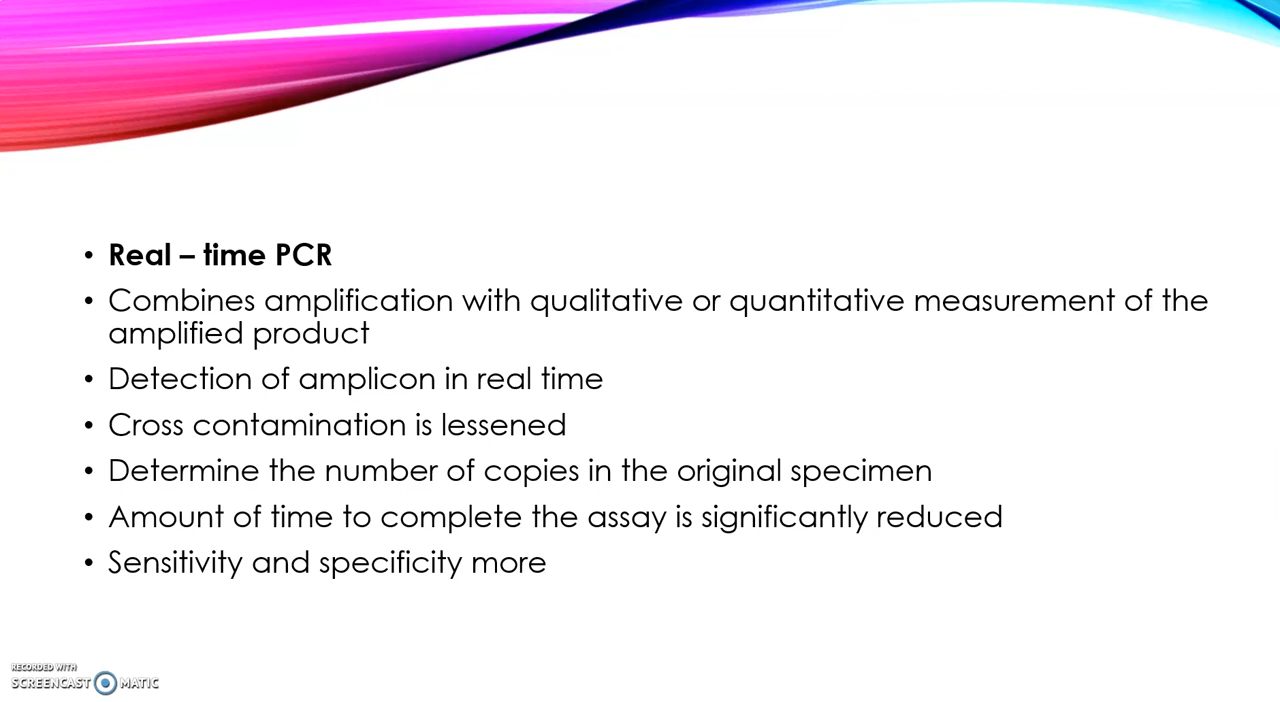 • Real – time PCR
• Combines amplification with qualitative or quantitative measurement of the
amplified product
• Detection of amplicon in real time
• Cross contamination is lessened
• Determine the number of copies in the original specimen
• Amount of time to complete the assay is significantly reduced
• Sensitivity and specificity more
RECORDED WITH
SCREENCAST MATIC